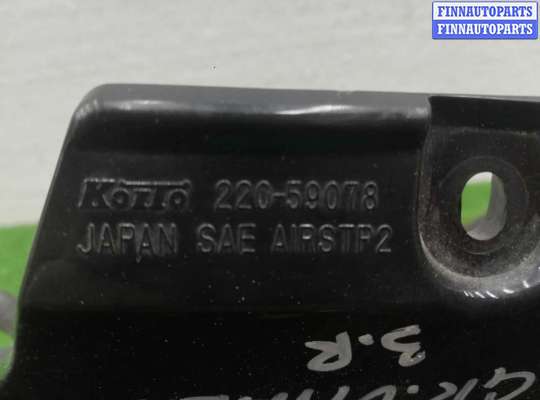 FINNAUTOPARTS
FINNAUTOPARTS
KOITO 220-59078
JAPAN SAE AIRSTP2
3.R